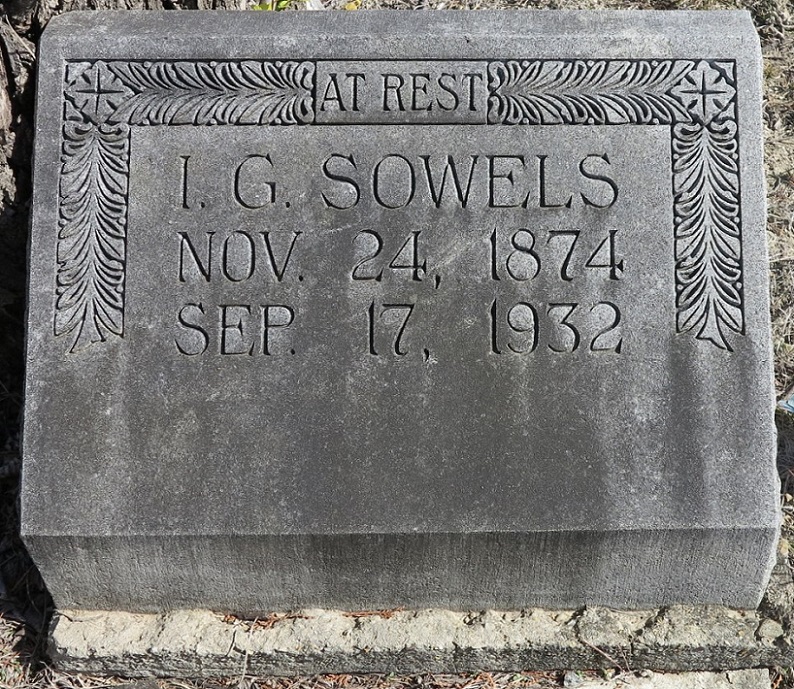 AT REST
I. G. SOWELS
NOV. 24, 1874
SEP. 17, 1932